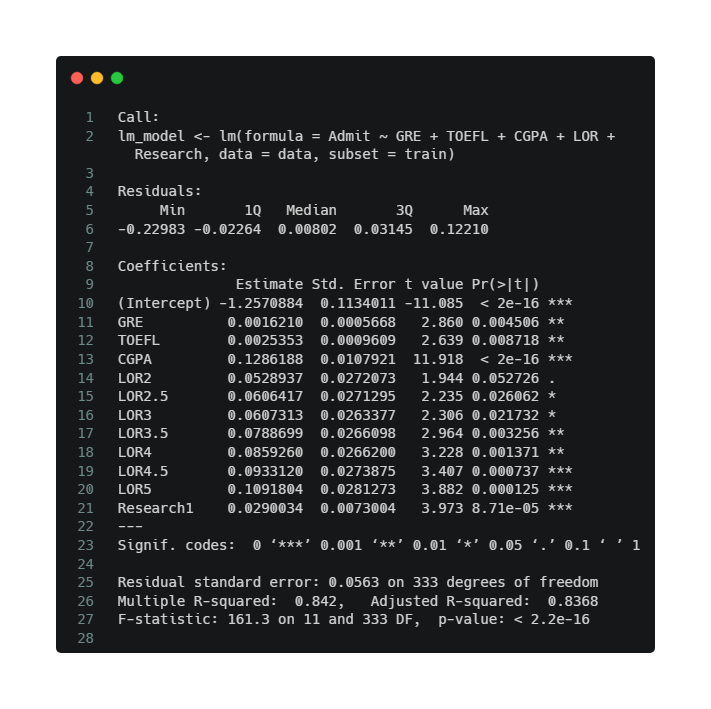 1 Call:
2 lm_model <- lm(formula = Admit ~ GRE + TOEFL + CGPA + LOR +
Research, data = data, subset = train)
3
4 Residuals:
5 Min 1Q Median 3Q Max
6 -0.22983 -0.02264 0.00802 0.03145 0.12210
7
8 Coefficients:
9 Estimate Std. Error t value Pr(>|t|)
10 (Intercept) -1.2570884 0.1134011 -11.085 < 2e-16 ***
11 GRE 0.0016210 0.0005668 2.860 0.004506 **
12 TOEFL 0.0025353 0.0009609 2.639 0.008718 **
13 CGPA 0.1286188 0.0107921 11.918 < 2e-16 ***
14 LOR2 0.0528937 0.0272073 1.944 0.052726 .
15 LOR2.5 0.0606417 0.0271295 2.235 0.026062 *
16 LOR3 0.0607313 0.0263377 2.306 0.021732 *
17 LOR3.5 0.0788699 0.0266098 2.964 0.003256 **
18 LOR4 0.0859260 0.0266200 3.228 0.001371 **
19 LOR4.5 0.0933120 0.0273875 3.407 0.000737 ***
20 LOR5 0.1091804 0.0281273 3.882 0.000125 ***
21 Research1 0.0290034 0.0073004 3.973 8.71e-05 ***
22 ---
23 Signif. codes: 0 ‘***’ 0.001 ‘**’ 0.01 ‘*’ 0.05 ‘.’ 0.1 ‘ ’ 1
24
25 Residual standard error: 0.0563 on 333 degrees of freedom
26 Multiple R-squared: 0.842, Adjusted R-squared: 0.8368
27 F-statistic: 161.3 on 11 and 333 DF, p-value: < 2.2e-16
28